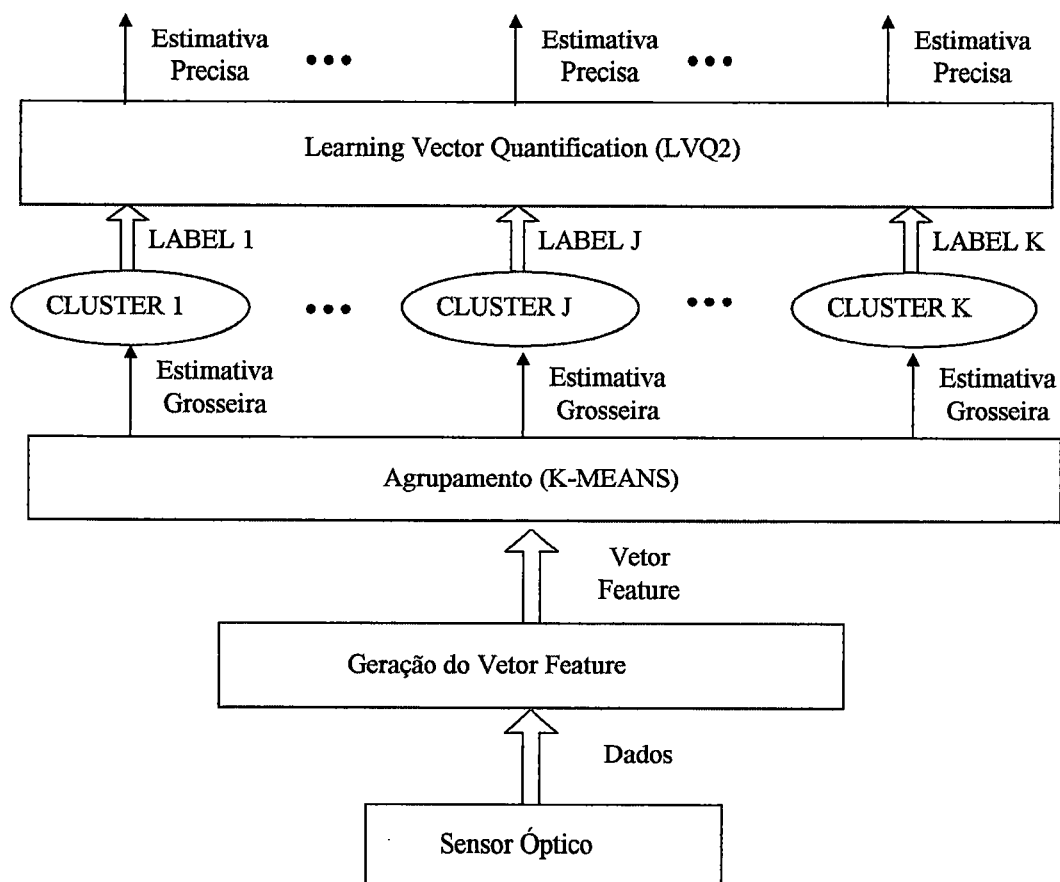 Estimativa
Precisa
•••
Estimativa
Precisa
•••
Estimativa
Precisa
Learning Vector Quantification (LVQ2)
LABEL 1
LABEL J
LABEL K
CLUSTER 1
•••
CLUSTER J
•••
CLUSTER K
Estimativa
Grosseira
Estimativa
Grosseira
Estimativa
Grosseira
Agrupamento (K-MEANS)
Vetor
Feature
Geração do Vetor Feature
Dados
Sensor Óptico